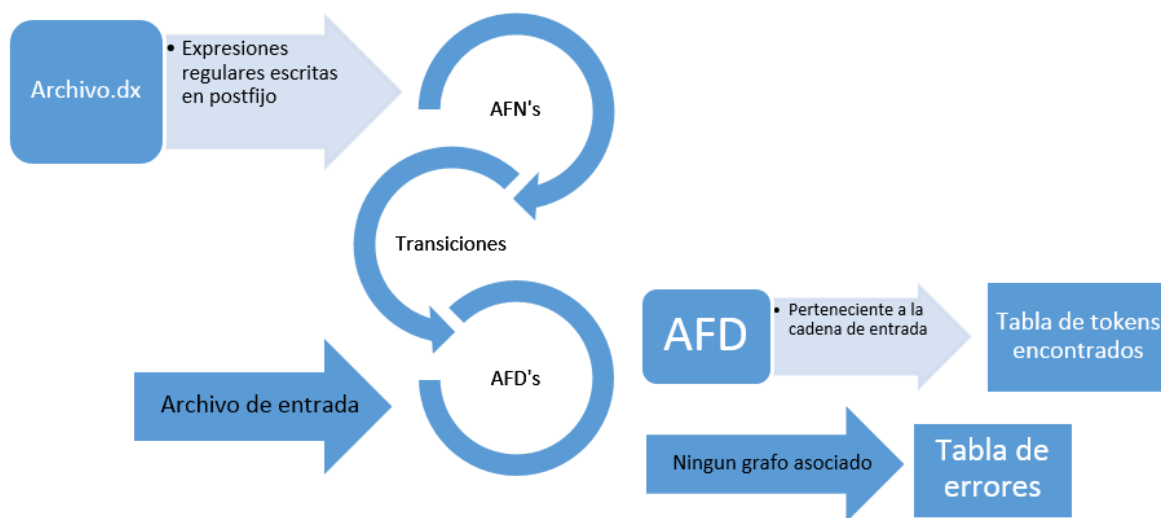 Archivo.dx
• Expresiones
regulares escritas
en postfijo
AFN's
Transiciones
AFD's
Archivo de entrada
AFD
• Perteneciente a la
cadena de entrada
Tabla de tokens
encontrados
Ningun grafo asociado
Tabla de
errores